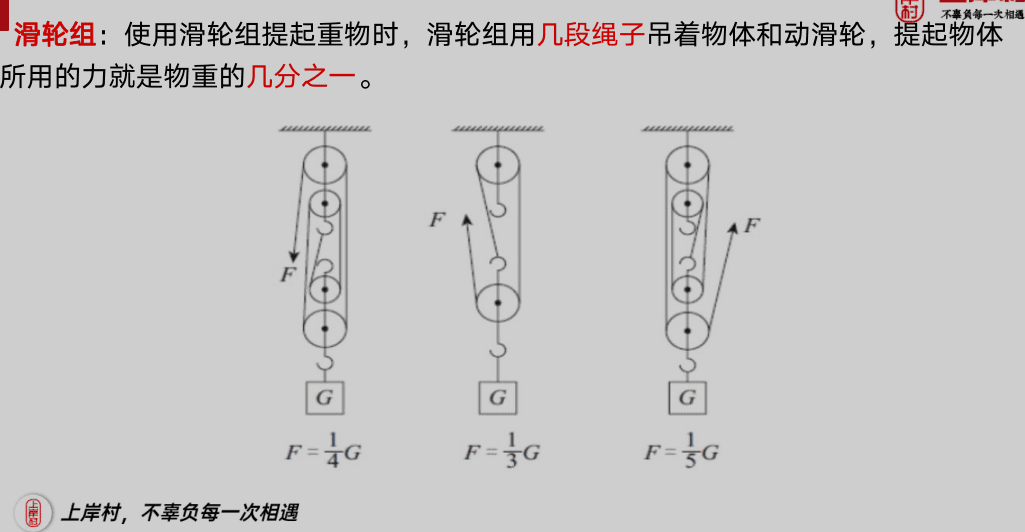 不辜负每一次相遇
滑轮组：使用滑轮组提起重物时，滑轮组用几段绳子吊着物体和动滑轮，提起物体
所用的力就是物重的几分之一。
F
F
F
G
G
G
F = 1/4 G
F = 1/3 G
F = 1/5 G
上岸村，不辜负每一次相遇